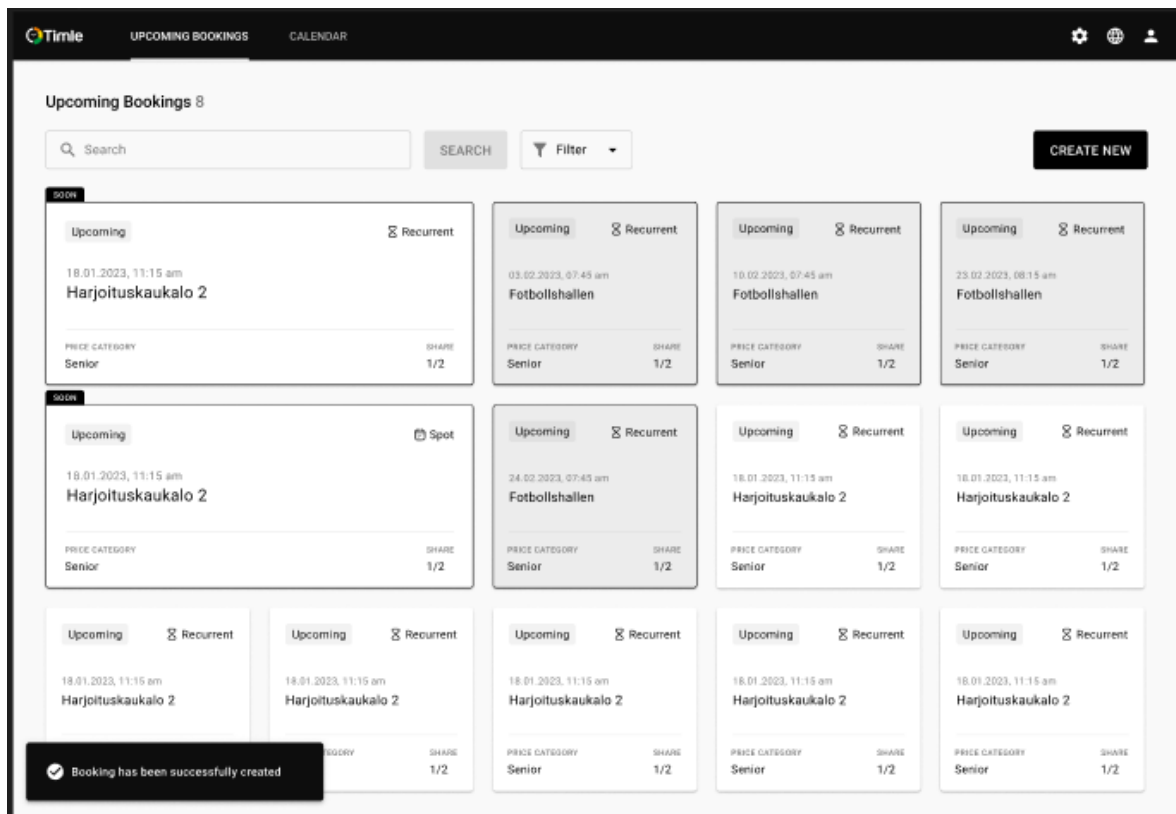 Timle
UPCOMING BOOKINGS
CALENDAR
Upcoming Bookings 8
Search
SEARCH
Filter
CREATE NEW
SOON
Upcoming
Recurrent
18.01.2023, 11:15 am
Harjoituskaukalo 2
PRICE CATEGORY
SHARE
Senior
1/2
Upcoming
Recurrent
03.02.2023, 07:45 am
Fotbollshallen
PRICE CATEGORY
SHARE
Senior
1/2
Upcoming
Recurrent
10.02.2023, 07:45 am
Fotbollshallen
PRICE CATEGORY
SHARE
Senior
1/2
Upcoming
Recurrent
23.02.2023, 08:15 am
Fotbollshallen
PRICE CATEGORY
SHARE
Senior
1/2
SOON
Upcoming
Spot
18.01.2023, 11:15 am
Harjoituskaukalo 2
PRICE CATEGORY
SHARE
Senior
1/2
Upcoming
Recurrent
24.02.2023, 07:45 am
Fotbollshallen
PRICE CATEGORY
SHARE
Senior
1/2
Upcoming
Recurrent
18.01.2023, 11:15 am
Harjoituskaukalo 2
PRICE CATEGORY
SHARE
Senior
1/2
Upcoming
Recurrent
18.01.2023, 11:15 am
Harjoituskaukalo 2
PRICE CATEGORY
SHARE
Senior
1/2
Upcoming
Recurrent
18.01.2023, 11:15 am
Harjoituskaukalo 2
Upcoming
Recurrent
18.01.2023, 11:15 am
Harjoituskaukalo 2
SHARE
1/2
Upcoming
Recurrent
18.01.2023, 11:15 am
Harjoituskaukalo 2
PRICE CATEGORY
SHARE
Senior
1/2
Upcoming
Recurrent
18.01.2023, 11:15 am
Harjoituskaukalo 2
PRICE CATEGORY
SHARE
Senior
1/2
Upcoming
Recurrent
18.01.2023, 11:15 am
Harjoituskaukalo 2
PRICE CATEGORY
SHARE
Senior
1/2
Booking has been successfully created